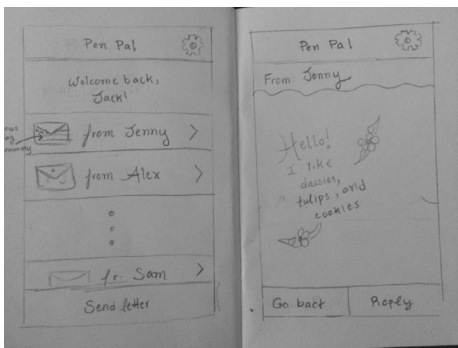 Pen Pal
Welcome back,
Jack!
from Jenny
from Alex
fr. Sam
Send letter
Pen Pal
From: Jenny
Hello!
I like
daisies,
tulips, and
cookies
Go back
Reply